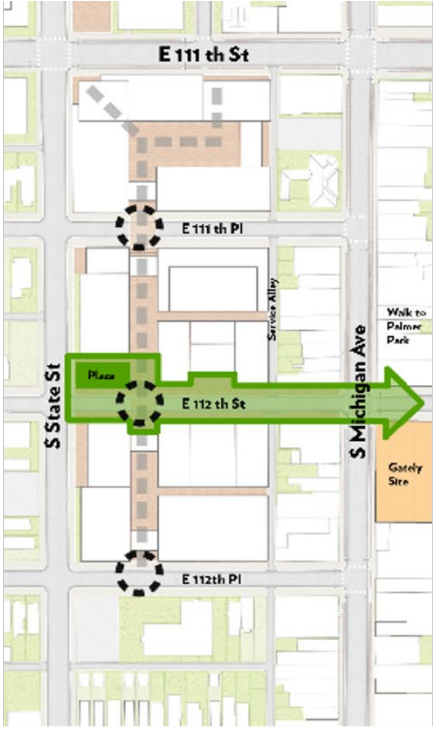 E 111 th St
E 111 th Pl
Service Alley
Walk to
Palmer
Park
S State St
Plaza
E 112 th St
S Michigan Ave
Gately
Site
E 112th Pl